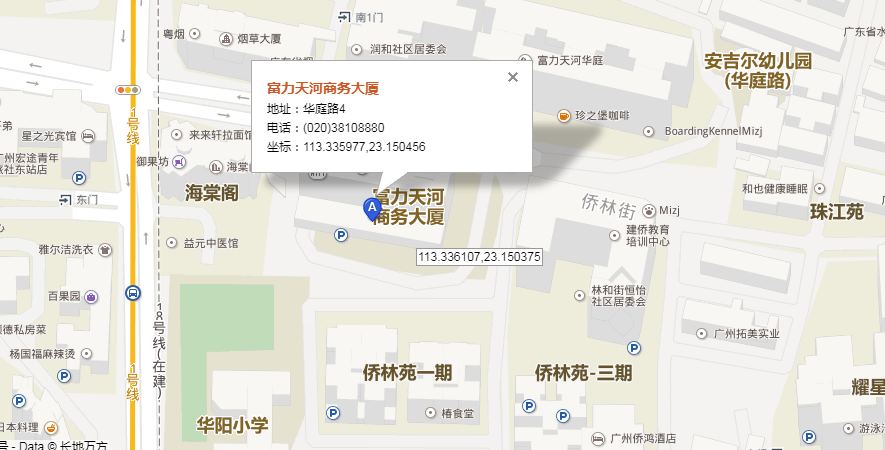 南1门
粤烟
烟草大厦
润和社区居委会
广东省
富力天河华庭
安吉尔幼儿园
(华庭路)
富力天河商务大厦
地址：华庭路4
电话：(020)38108880
坐标：113.335977,23.150456
1号线
珍之堡咖啡
BoardingKennelMizj
星之光宾馆
来来轩拉面馆
御果坊
海棠阁
广州宏途青年
东站店
和也健康睡眠
东门
海棠阁
富力天河
商务大厦
A
侨林街
Mizj
珠江苑
益元中医馆
建侨教育
培训中心
雅尔洁洗衣
113.336107,23.150375
百果园
林和街恒怡
社区居委会
18号线(在建)
德私房菜
广州拓美实业
杨国福麻辣烫
1号线
侨林苑一期
侨林苑-三期
耀星
椿食堂
华阳小学
日本料理
广州侨鸿酒店
游泳
号 - Data © 长地万方